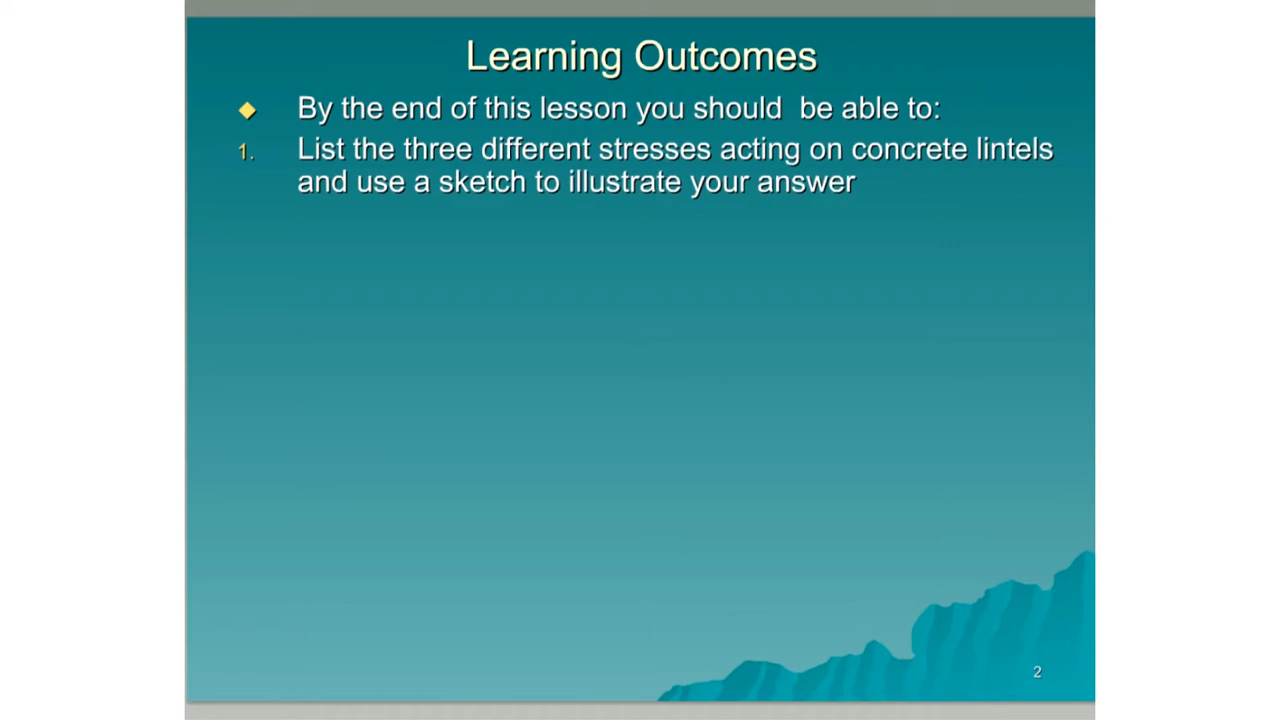 Learning Outcomes
◆ By the end of this lesson you should  be able to:
1. List the three different stresses acting on concrete lintels
and use a sketch to illustrate your answer
2